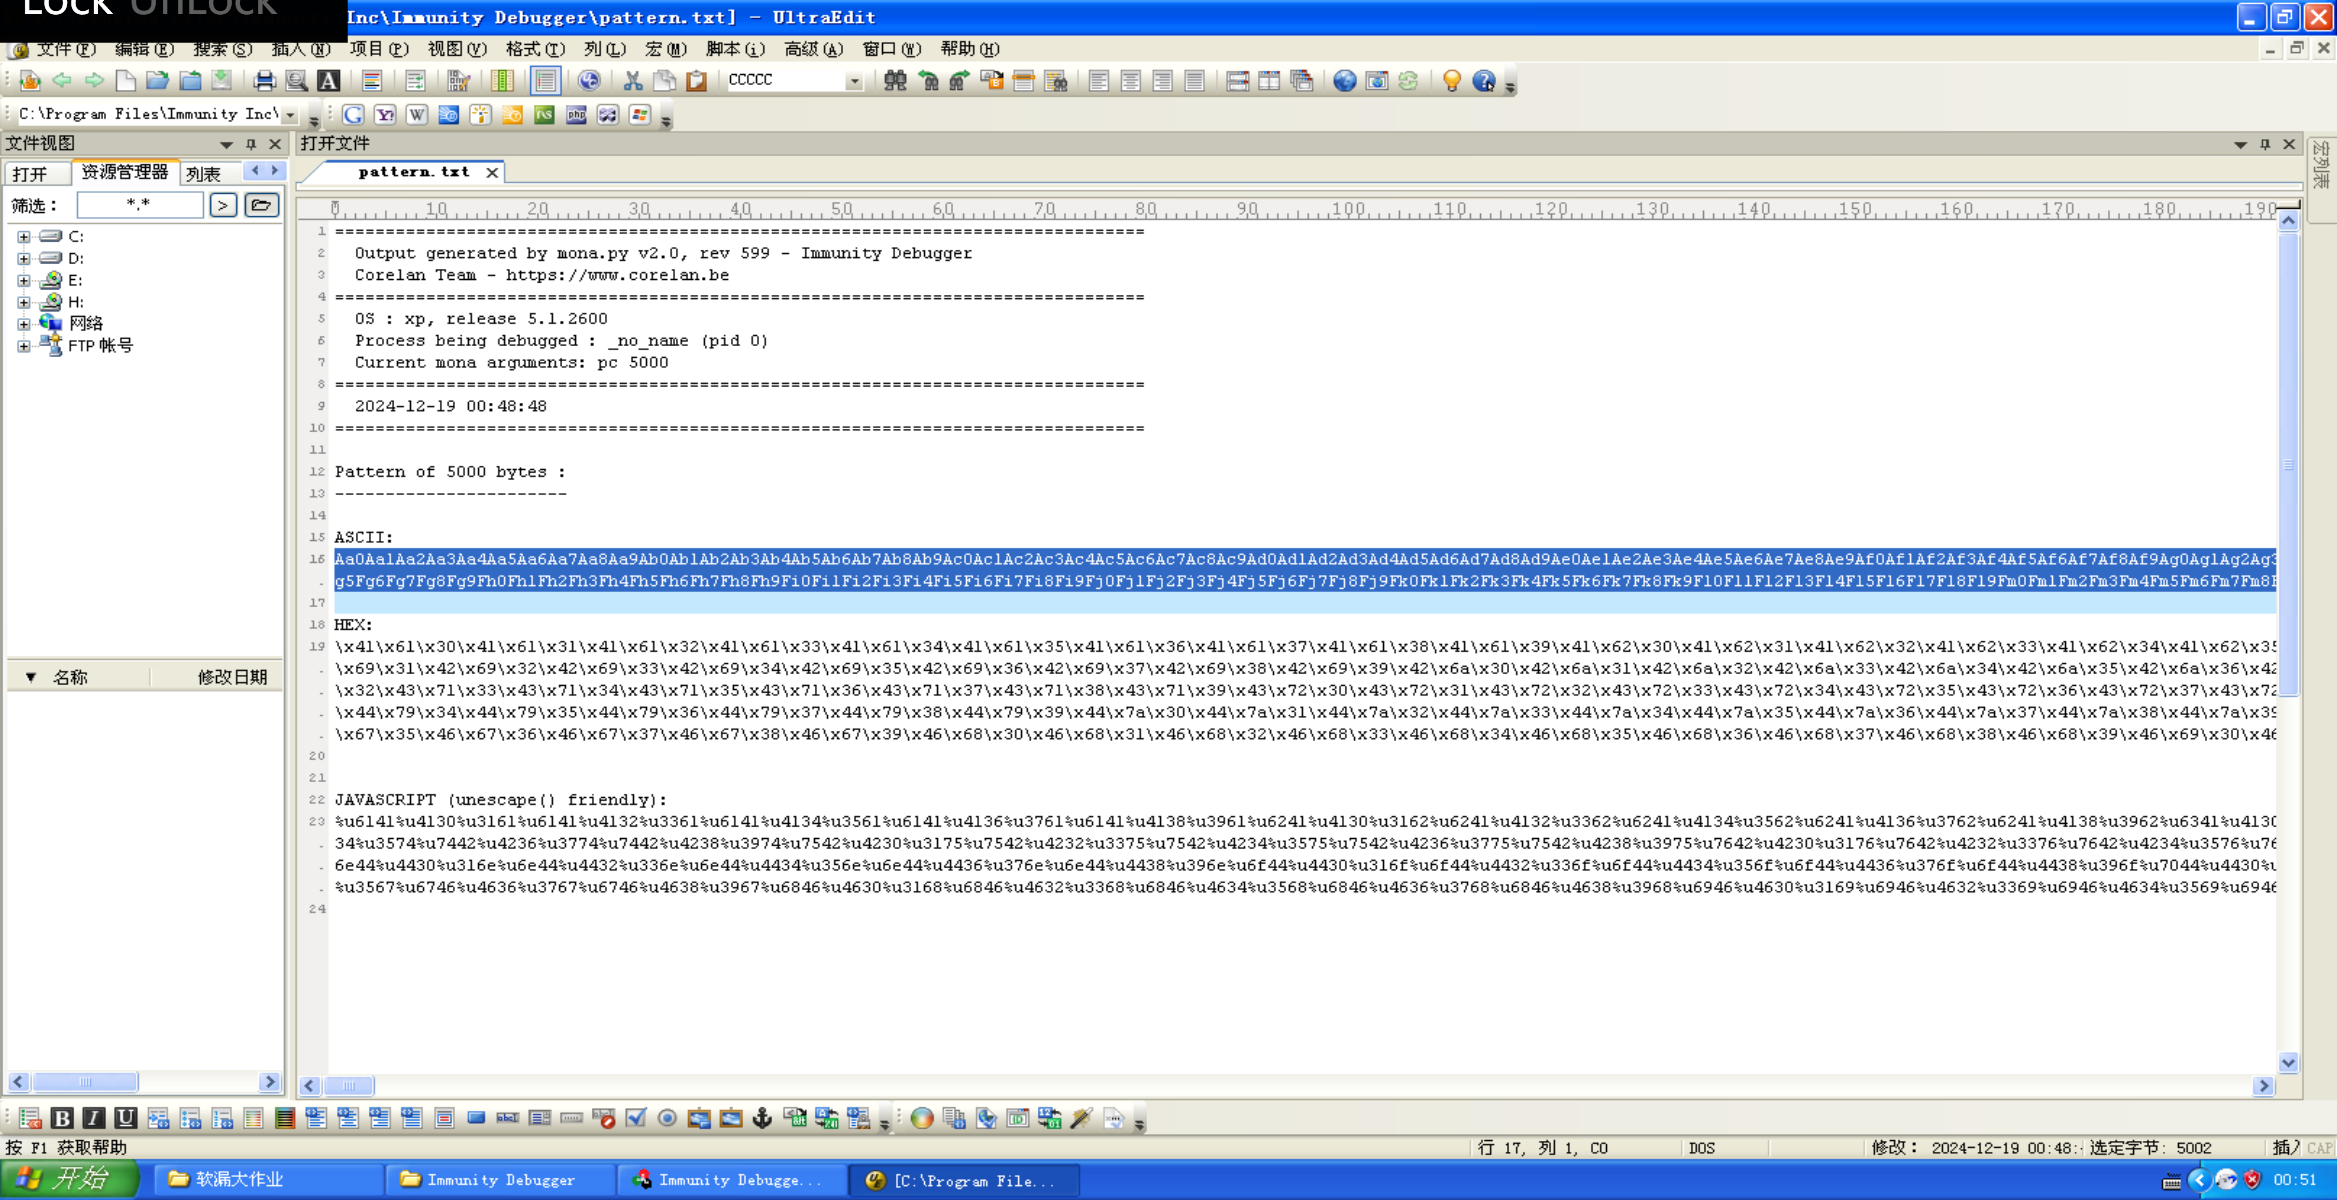 Lock UnLock
Inc\Immunity Debugger\pattern.txt] - UltraEdit
文件(F) 编辑(E) 搜索(S) 插入(N) 项目(P) 视图(V) 格式(T) 列(L) 宏(M) 脚本(i) 高级(A) 窗口(W) 帮助(H)
CCCCC
C:\Program Files\Immunity Inc\
文件视图
打开文件
打开 资源管理器 列表
pattern.txt
筛选： *.*
>
0 10 20 30 40 50 60 70 80 90 100 110 120 130 140 150 160 170 180 190
C:
D:
E:
H:
网络
FTP 帐号
名称 修改日期
宏列表
1 ================================================================================
2 Output generated by mona.py v2.0, rev 599 - Immunity Debugger
3 Corelan Team - https://www.corelan.be
4 ================================================================================
5 OS : xp, release 5.1.2600
6 Process being debugged : _no_name (pid 0)
7 Current mona arguments: pc 5000
8 ================================================================================
9 2024-12-19 00:48:48
10 ================================================================================
11
12 Pattern of 5000 bytes :
13 -----------------------
14
15 ASCII:
16 Aa0Aa1Aa2Aa3Aa4Aa5Aa6Aa7Aa8Aa9Ab0Ab1Ab2Ab3Ab4Ab5Ab6Ab7Ab8Ab9Ac0Ac1Ac2Ac3Ac4Ac5Ac6Ac7Ac8Ac9Ad0Ad1Ad2Ad3Ad4Ad5Ad6Ad7Ad8Ad9Ae0Ae1Ae2Ae3Ae4Ae5Ae6Ae7Ae8Ae9Af0Af1Af2Af3Af4Af5Af6Af7Af8Af9Ag0Ag1Ag2Ag3
g5Fg6Fg7Fg8Fg9Fh0Fh1Fh2Fh3Fh4Fh5Fh6Fh7Fh8Fh9Fi0Fi1Fi2Fi3Fi4Fi5Fi6Fi7Fi8Fi9Fj0Fj1Fj2Fj3Fj4Fj5Fj6Fj7Fj8Fj9Fk0Fk1Fk2Fk3Fk4Fk5Fk6Fk7Fk8Fk9Fl0Fl1Fl2Fl3Fl4Fl5Fl6Fl7Fl8Fl9Fm0Fm1Fm2Fm3Fm4Fm5Fm6Fm7Fm8F
17
18 HEX:
19 \x41\x61\x30\x41\x61\x31\x41\x61\x32\x41\x61\x33\x41\x61\x34\x41\x61\x35\x41\x61\x36\x41\x61\x37\x41\x61\x38\x41\x61\x39\x41\x62\x30\x41\x62\x31\x41\x62\x32\x41\x62\x33\x41\x62\x34\x41\x62\x35
\x69\x31\x42\x69\x32\x42\x69\x33\x42\x69\x34\x42\x69\x35\x42\x69\x36\x42\x69\x37\x42\x69\x38\x42\x69\x39\x42\x6a\x30\x42\x6a\x31\x42\x6a\x32\x42\x6a\x33\x42\x6a\x34\x42\x6a\x35\x42\x6a\x36\x42
\x32\x43\x71\x33\x43\x71\x34\x43\x71\x35\x43\x71\x36\x43\x71\x37\x43\x71\x38\x43\x71\x39\x43\x72\x30\x43\x72\x31\x43\x72\x32\x43\x72\x33\x43\x72\x34\x43\x72\x35\x43\x72\x36\x43\x72\x37\x43\x72
\x44\x79\x34\x44\x79\x35\x44\x79\x36\x44\x79\x37\x44\x79\x38\x44\x79\x39\x44\x7a\x30\x44\x7a\x31\x44\x7a\x32\x44\x7a\x33\x44\x7a\x34\x44\x7a\x35\x44\x7a\x36\x44\x7a\x37\x44\x7a\x38\x44\x7a\x39
\x67\x35\x46\x67\x36\x46\x67\x37\x46\x67\x38\x46\x67\x39\x46\x68\x30\x46\x68\x31\x46\x68\x32\x46\x68\x33\x46\x68\x34\x46\x68\x35\x46\x68\x36\x46\x68\x37\x46\x68\x38\x46\x68\x39\x46\x69\x30\x46
20
21
22 JAVASCRIPT (unescape() friendly):
23 %u6141%u4130%u3161%u6141%u4132%u3361%u6141%u4134%u3561%u6141%u4136%u3761%u6141%u4138%u3961%u6241%u4130%u3162%u6241%u4132%u3362%u6241%u4134%u3562%u6241%u4136%u3762%u6241%u4138%u3962%u6341%u4130
34%u3574%u7442%u4236%u3774%u7442%u4238%u3974%u7542%u4230%u3175%u7542%u4232%u3375%u7542%u4234%u3575%u7542%u4236%u3775%u7542%u4238%u3975%u7642%u4230%u3176%u7642%u4232%u3376%u7642%u4234%u3576%u76
6e44%u4430%u316e%u6e44%u4432%u336e%u6e44%u4434%u356e%u6e44%u4436%u376e%u6e44%u4438%u396e%u6f44%u4430%u316f%u6f44%u4432%u336f%u6f44%u4434%u356f%u6f44%u4436%u376f%u6f44%u4438%u396f%u7044%u4430%u
%u3567%u6746%u4636%u3767%u6746%u4638%u3967%u6846%u4630%u3168%u6846%u4632%u3368%u6846%u4634%u3568%u6846%u4636%u3768%u6846%u4638%u3968%u6946%u4630%u3169%u6946%u4632%u3369%u6946%u4634%u3569%u6946
24
按 F1 获取帮助
行 17, 列 1, C0 DOS 修改： 2024-12-19 00:48: 选定字节: 5002 插入 CAP
开始 软漏大作业 Immunity Debugger Immunity Debugge... [C:\Program File... 00:51